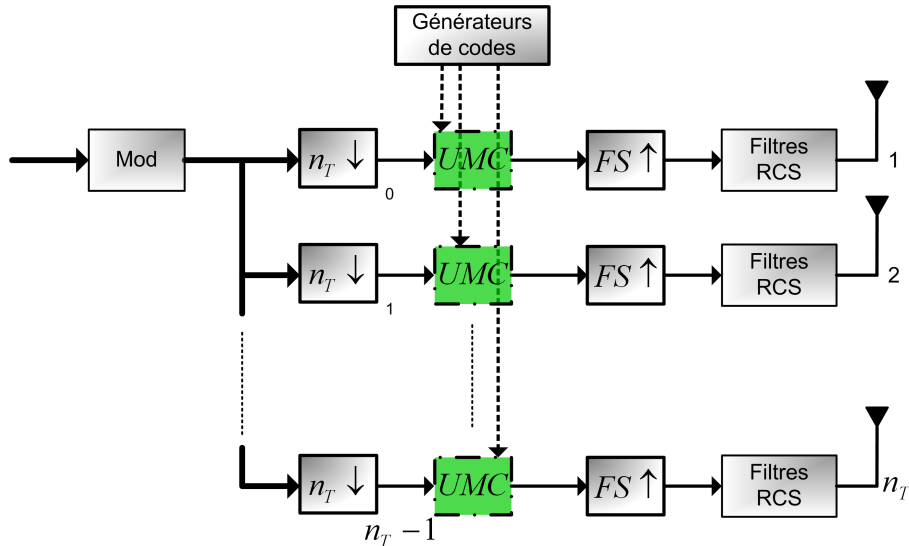 Générateurs
de codes
Mod
n_T ↓
0
UMC
FS ↑
Filtres
RCS
1
n_T ↓
1
UMC
FS ↑
Filtres
RCS
2
n_T ↓
n_T − 1
UMC
FS ↑
Filtres
RCS
n_T